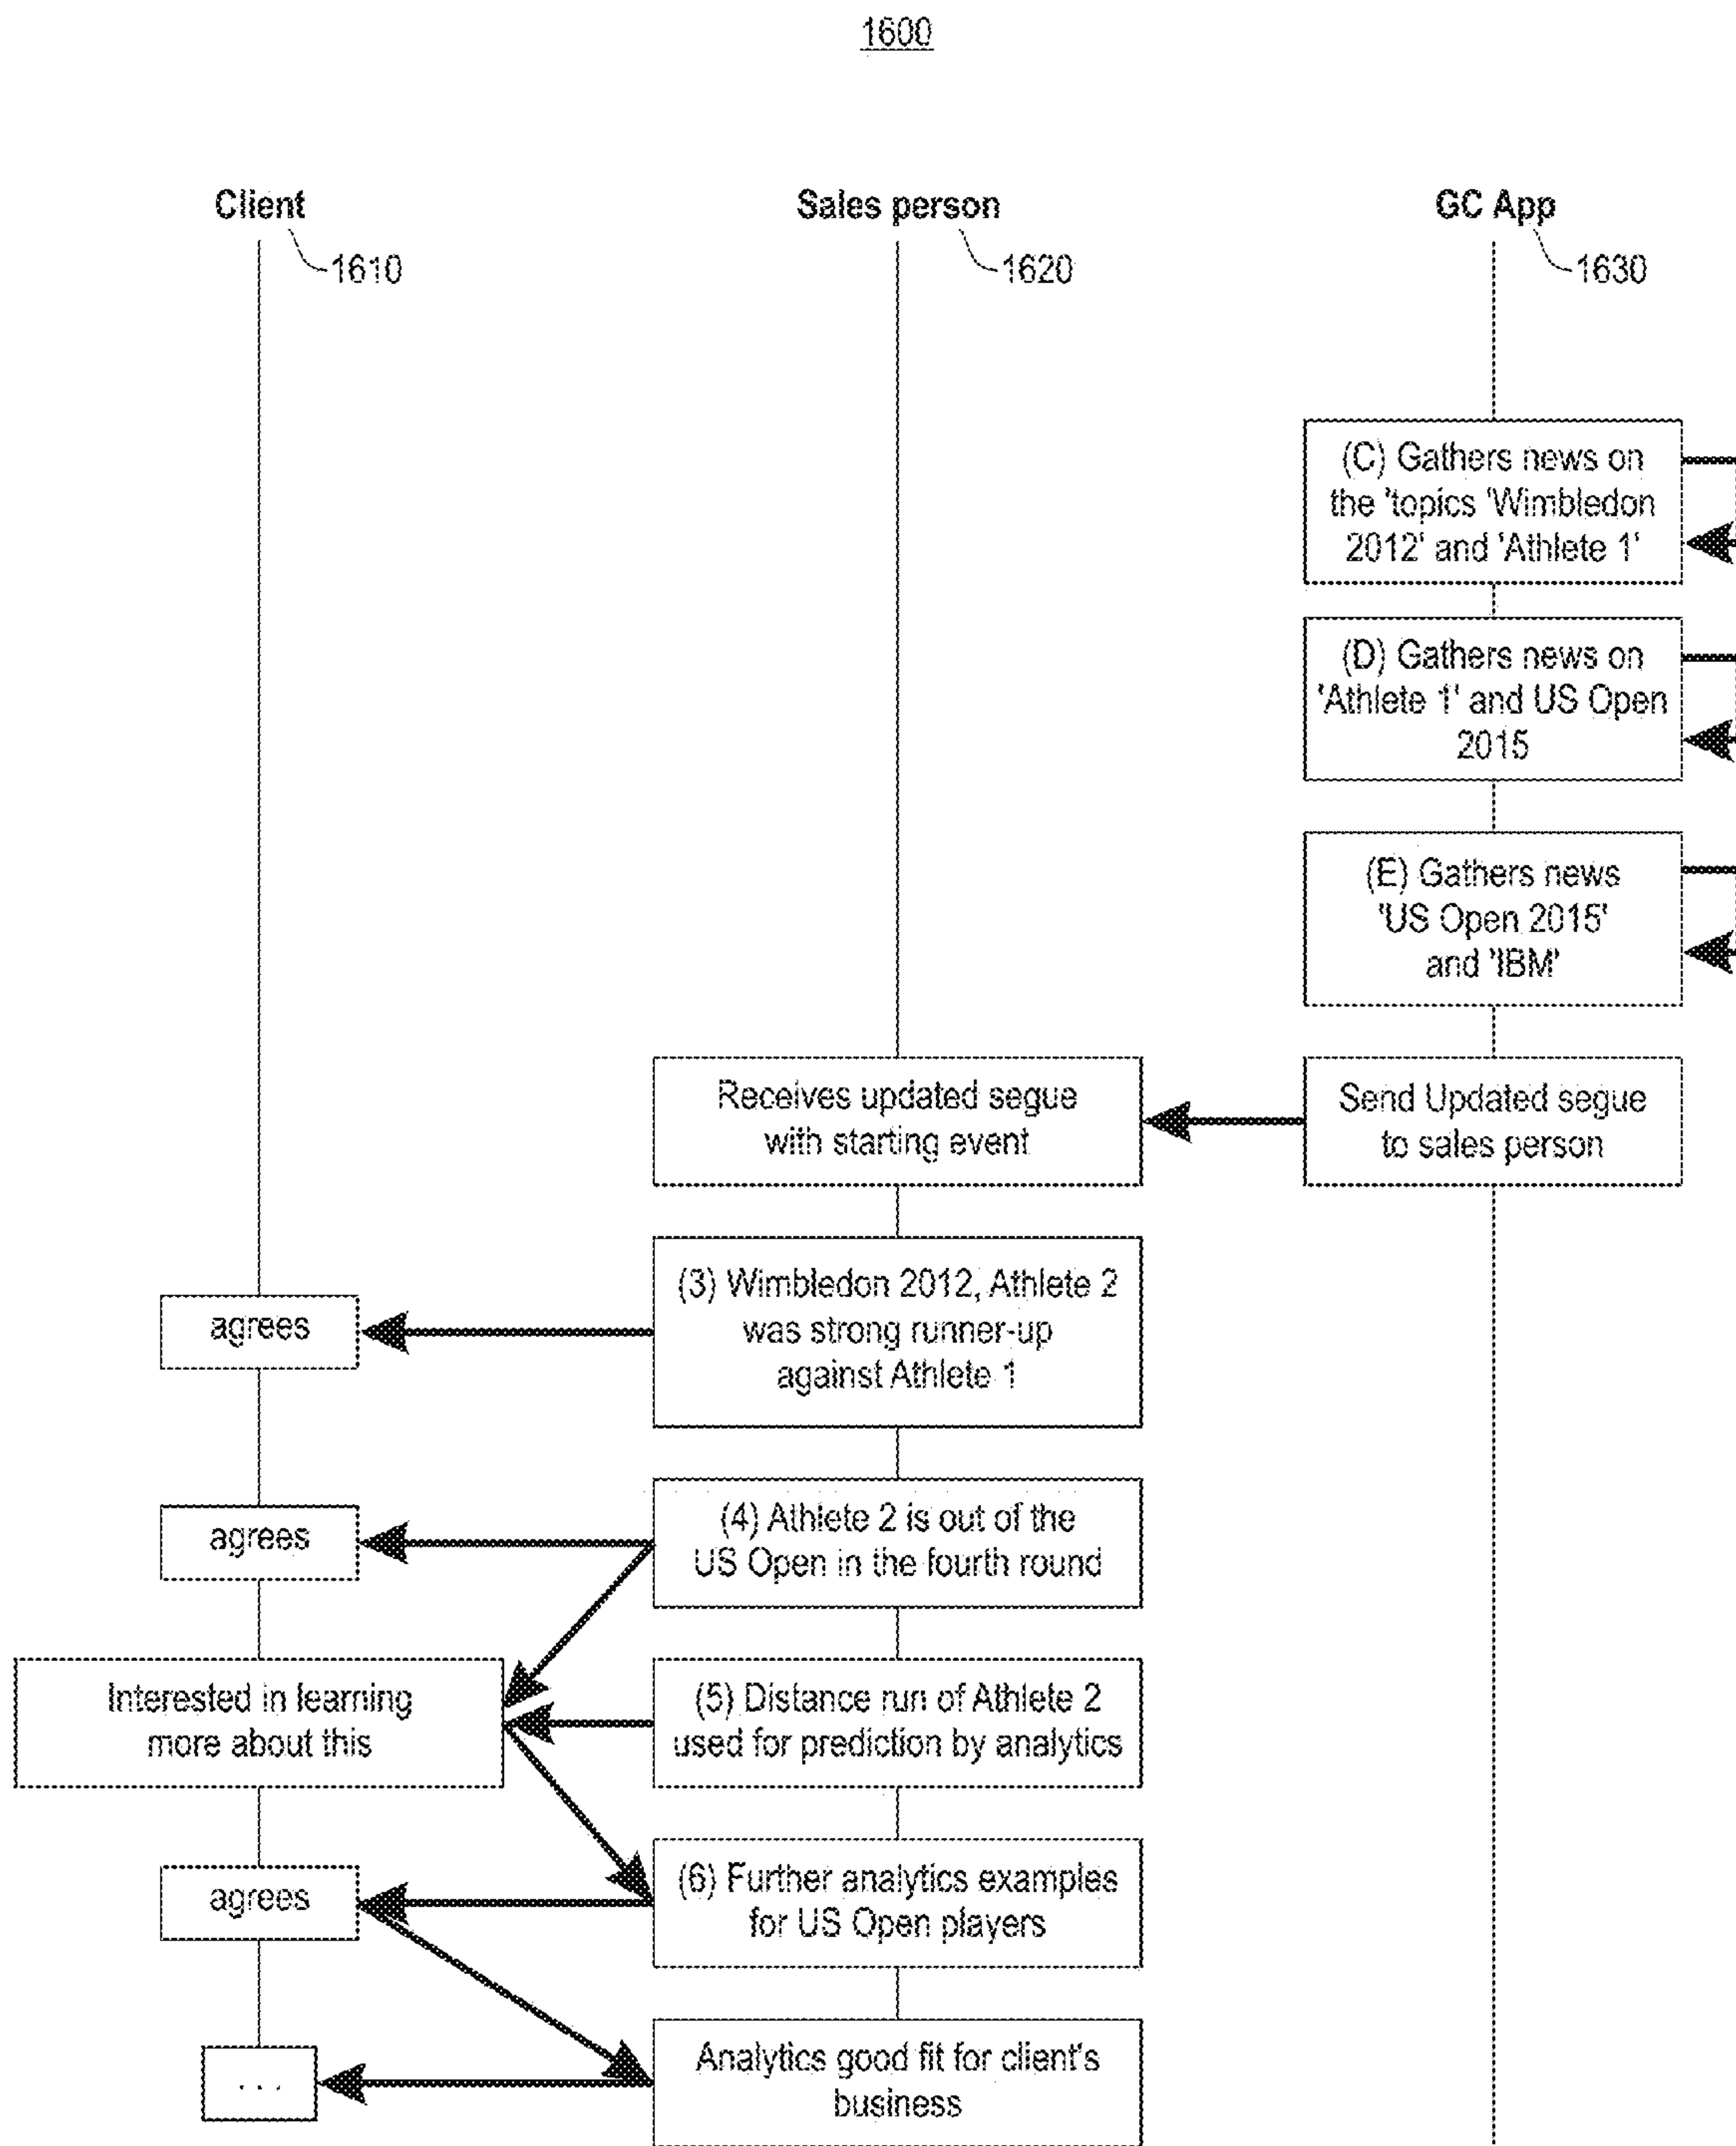 1600
Client
Sales person
GC App
1610
1620
1630
(C) Gathers news on
the 'topics 'Wimbledon
2012' and 'Athlete 1'
(D) Gathers news on
'Athlete 1' and US Open
2015
(E) Gathers news
'US Open 2015'
and 'IBM'
Receives updated segue
with starting event
Send Updated segue
to sales person
(3) Wimbledon 2012, Athlete 2
was strong runner-up
against Athlete 1
agrees
(4) Athlete 2 is out of the
US Open in the fourth round
agrees
Interested in learning
more about this
(5) Distance run of Athlete 2
used for prediction by analytics
agrees
(6) Further analytics examples
for US Open players
. . .
Analytics good fit for client's
business